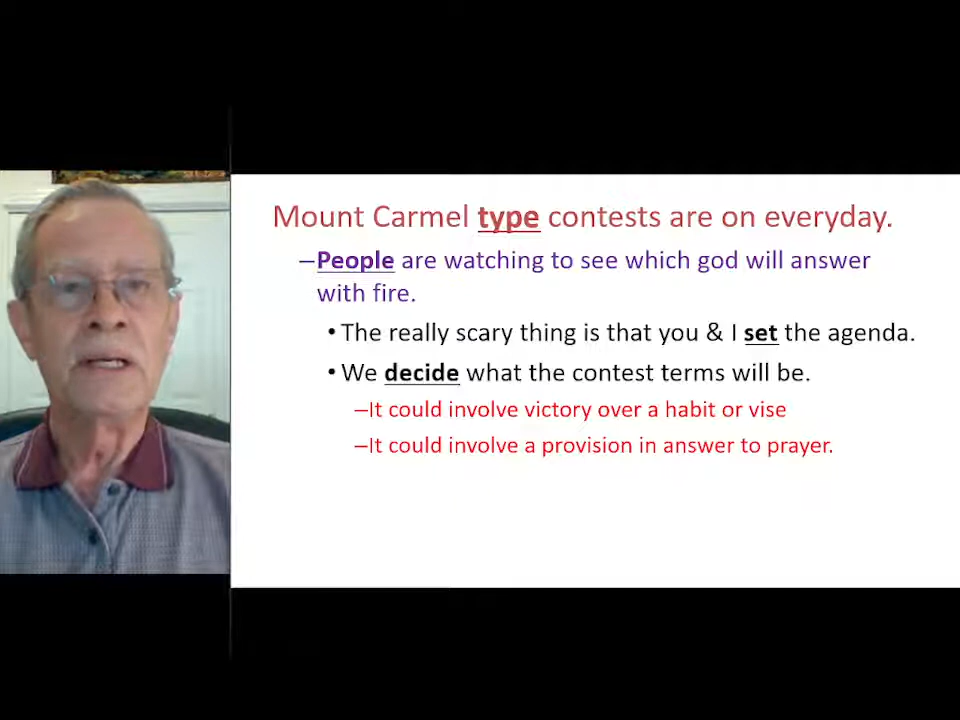 Mount Carmel type contests are on everyday.
–People are watching to see which god will answer
with fire.
• The really scary thing is that you & I set the agenda.
• We decide what the contest terms will be.
–It could involve victory over a habit or vise
–It could involve a provision in answer to prayer.